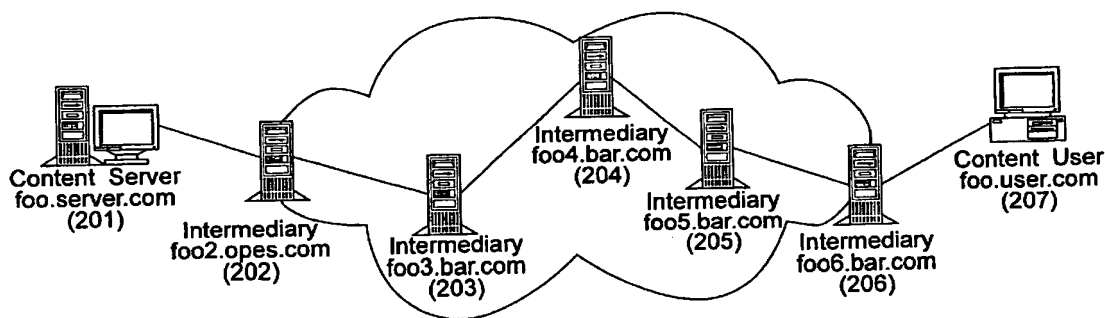 Content Server
foo.server.com
(201)
Intermediary
foo2.opes.com
(202)
Intermediary
foo3.bar.com
(203)
Intermediary
foo4.bar.com
(204)
Intermediary
foo5.bar.com
(205)
Intermediary
foo6.bar.com
(206)
Content User
foo.user.com
(207)